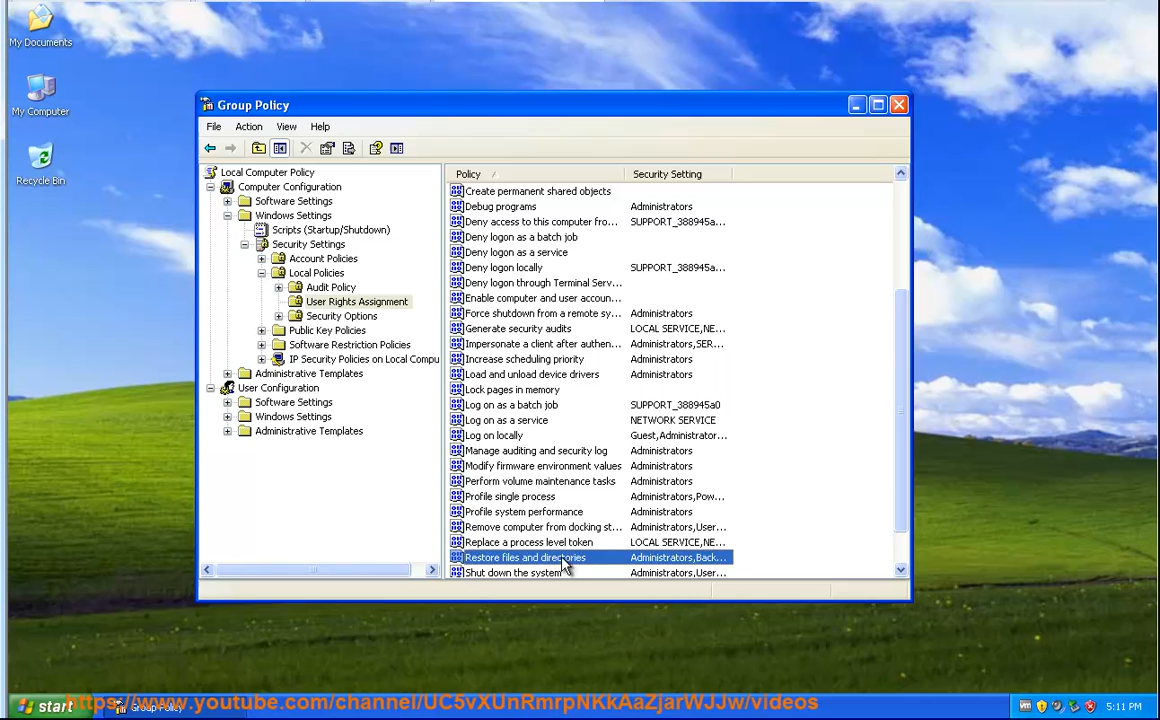 My Documents
My Computer
Recycle Bin
Group Policy
File Action View Help
Local Computer Policy
Computer Configuration
Software Settings
Windows Settings
Scripts (Startup/Shutdown)
Security Settings
Account Policies
Local Policies
Audit Policy
User Rights Assignment
Security Options
Public Key Policies
Software Restriction Policies
IP Security Policies on Local Compu
Administrative Templates
User Configuration
Software Settings
Windows Settings
Administrative Templates
Policy Security Setting
Create permanent shared objects
Debug programs Administrators
Deny access to this computer fro... SUPPORT_388945a...
Deny logon as a batch job
Deny logon as a service
Deny logon locally SUPPORT_388945a...
Deny logon through Terminal Serv...
Enable computer and user accoun...
Force shutdown from a remote sy... Administrators
Generate security audits LOCAL SERVICE,NE...
Impersonate a client after authen... Administrators,SER...
Increase scheduling priority Administrators
Load and unload device drivers Administrators
Lock pages in memory
Log on as a batch job SUPPORT_388945a0
Log on as a service NETWORK SERVICE
Log on locally Guest,Administrator...
Manage auditing and security log Administrators
Modify firmware environment values Administrators
Perform volume maintenance tasks Administrators
Profile single process Administrators,Pow...
Profile system performance Administrators
Remove computer from docking st... Administrators,User...
Replace a process level token LOCAL SERVICE,NE...
Restore files and directories Administrators,Back...
Shut down the system Administrators,User...
start Group Policy 5:11 PM
https://www.youtube.com/channel/UC5vXUnRmrpNKkAaZjarWJJw/videos